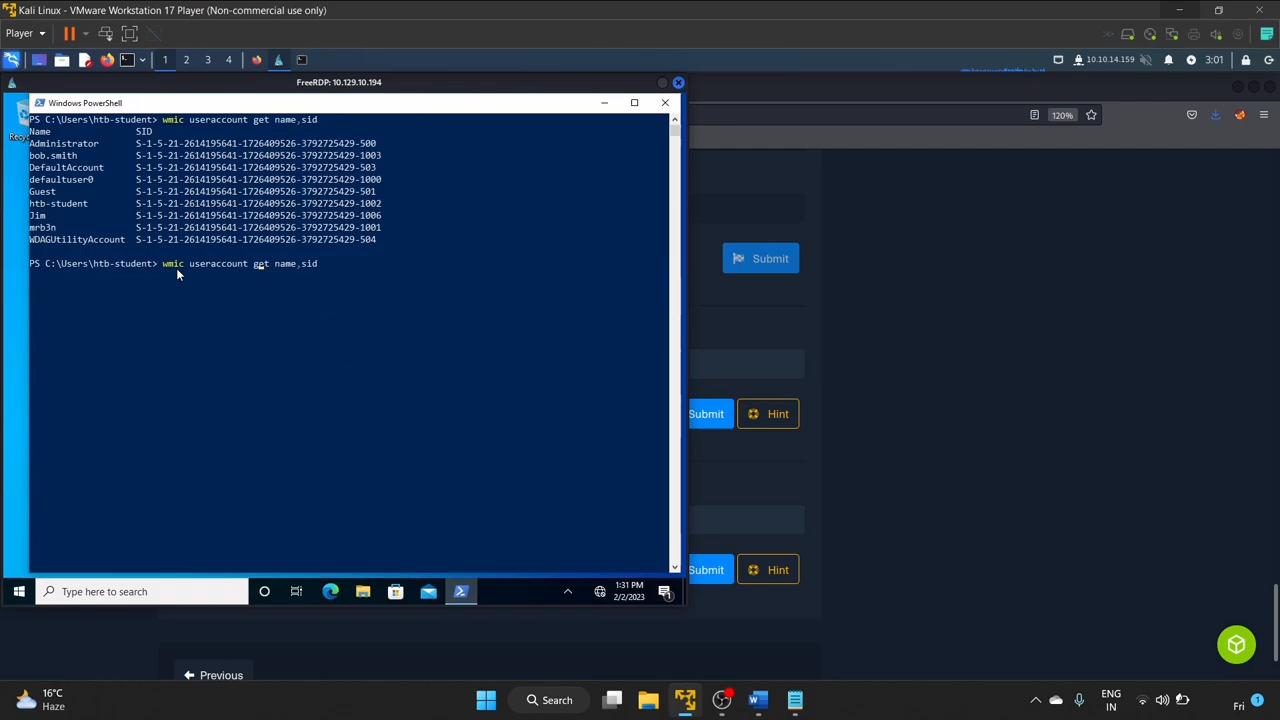 Kali Linux - VMware Workstation 17 Player (Non-commercial use only)
Player
1 2 3 4
10.10.14.159
3:01
FreeRDP: 10.129.10.194
Windows PowerShell
120%
PS C:\Users\htb-student> wmic useraccount get name,sid
Name SID
Administrator S-1-5-21-2614195641-1726409526-3792725429-500
bob.smith S-1-5-21-2614195641-1726409526-3792725429-1003
DefaultAccount S-1-5-21-2614195641-1726409526-3792725429-503
defaultuser0 S-1-5-21-2614195641-1726409526-3792725429-1000
Guest S-1-5-21-2614195641-1726409526-3792725429-501
htb-student S-1-5-21-2614195641-1726409526-3792725429-1002
Jim S-1-5-21-2614195641-1726409526-3792725429-1006
mrb3n S-1-5-21-2614195641-1726409526-3792725429-1001
WDAGUtilityAccount S-1-5-21-2614195641-1726409526-3792725429-504
PS C:\Users\htb-student> wmic useraccount get name,sid
Submit
Submit Hint
Submit Hint
Type here to search
1:31 PM
2/2/2023
1
Previous
16°C
Haze
Search
ENG
IN
Fri
1